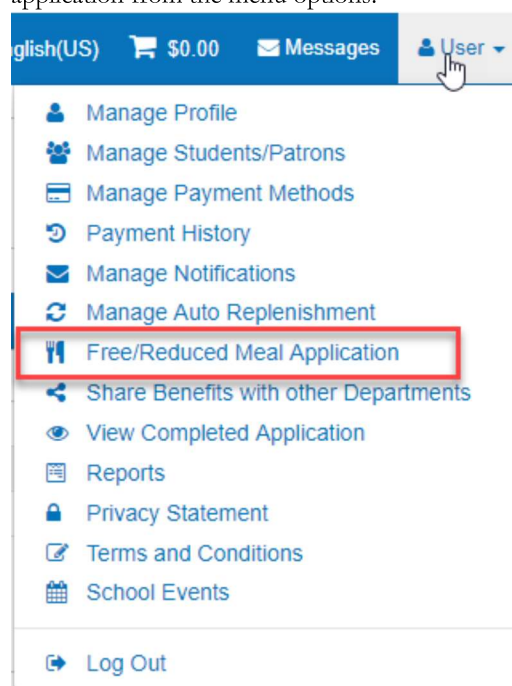 application from the menu options.
glish(US) $0.00 Messages User
Manage Profile
Manage Students/Patrons
Manage Payment Methods
Payment History
Manage Notifications
Manage Auto Replenishment
Free/Reduced Meal Application
Share Benefits with other Departments
View Completed Application
Reports
Privacy Statement
Terms and Conditions
School Events
Log Out